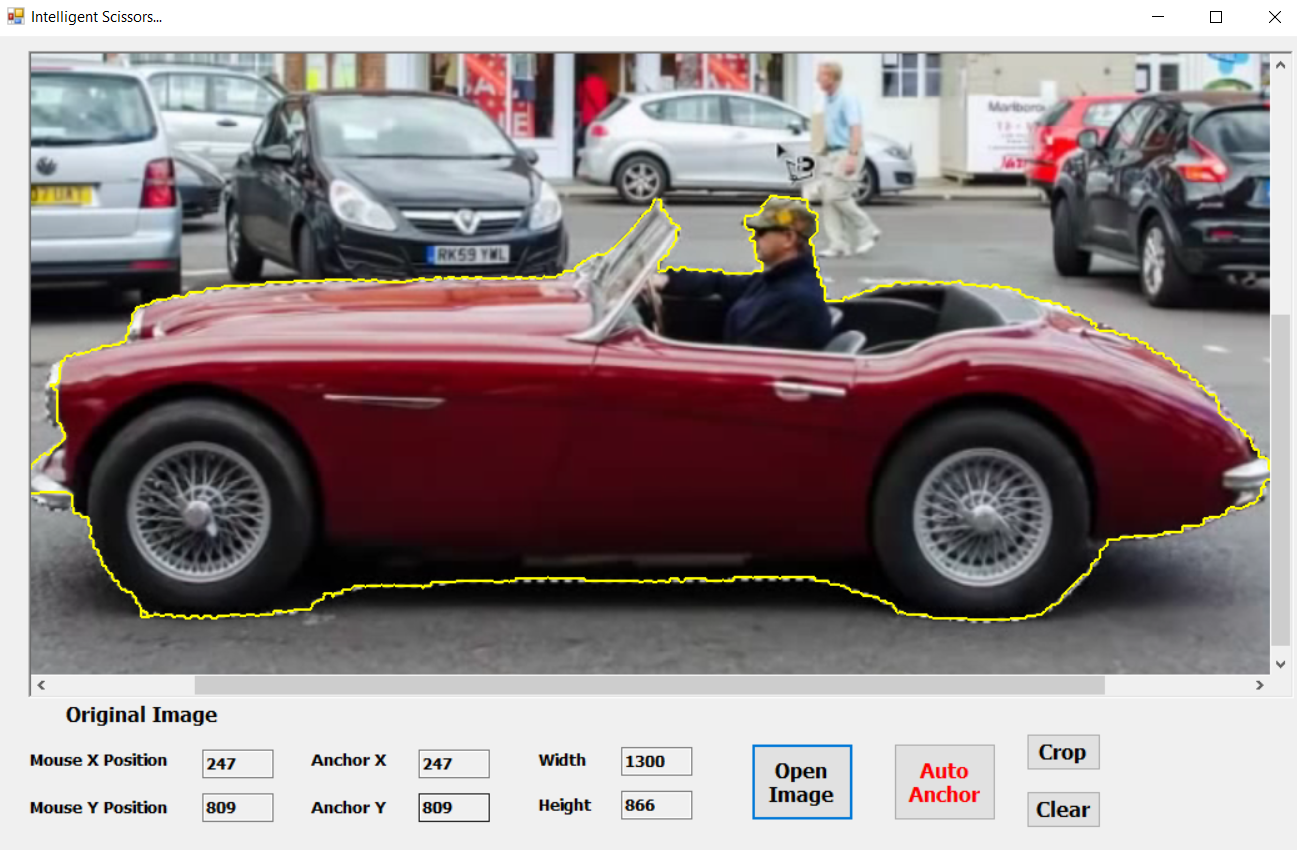 Intelligent Scissors...
Marlboro
RK59 YWL
Original Image
Mouse X Position
247
Anchor X
247
Width
1300
Mouse Y Position
809
Anchor Y
809
Height
866
Open
Image
Auto
Anchor
Crop
Clear